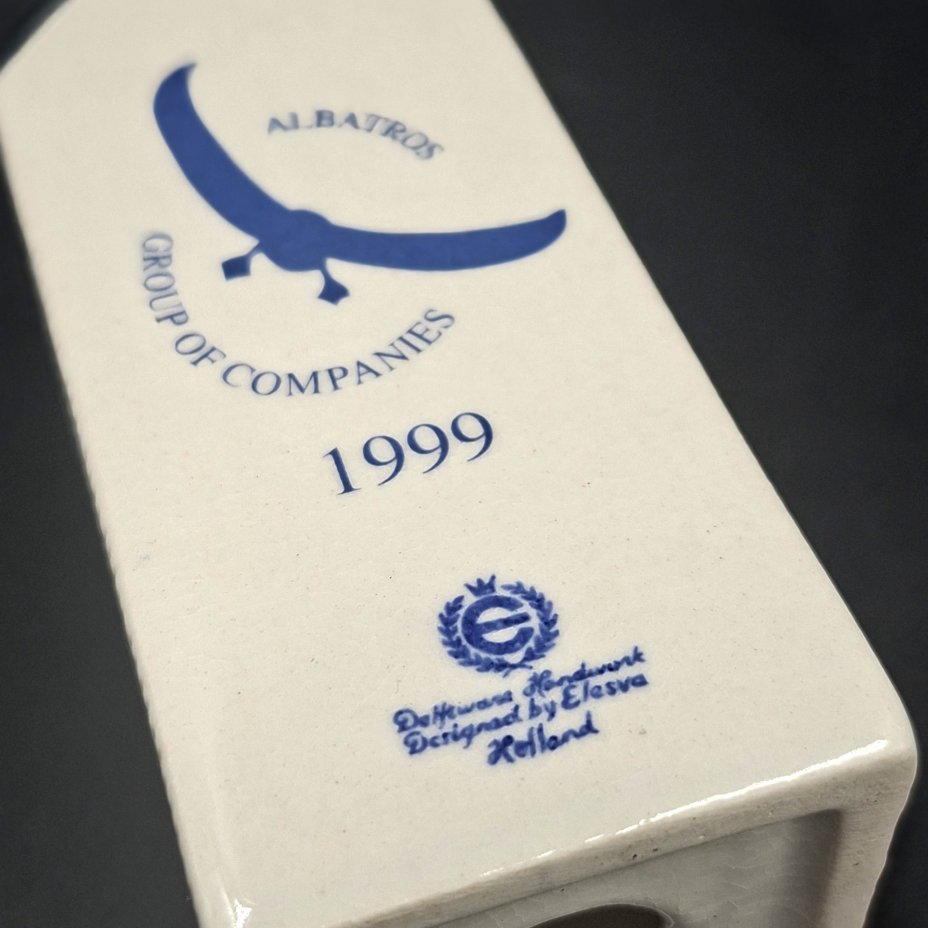 ALBATROS
GROUP OF COMPANIES
1999
e
Delftware Handwork
Designed by Elesva
Holland